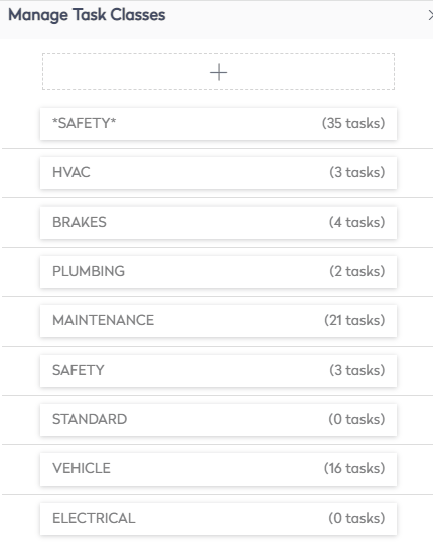 Manage Task Classes
+
*SAFETY* (35 tasks)
HVAC (3 tasks)
BRAKES (4 tasks)
PLUMBING (2 tasks)
MAINTENANCE (21 tasks)
SAFETY (3 tasks)
STANDARD (0 tasks)
VEHICLE (16 tasks)
ELECTRICAL (0 tasks)